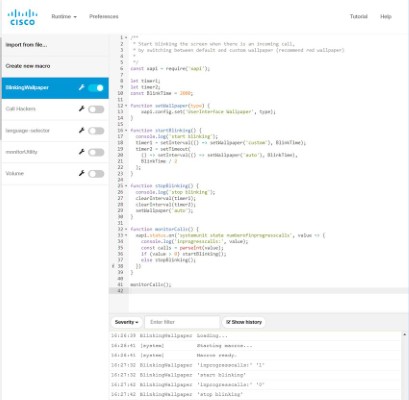 CISCO
Runtime
Preferences
Tutorial
Help
Import from file...
Create new macro
BlinkingWallpaper
Call Hackers
language-selector
monitorUtility
Volume
1 /**
2 * Start blinking the screen when there is an incoming call,
3 * by switching between default and custom wallpaper (recommend red wallpaper)
4 *
5 */
6 const xapi = require('xapi');
7
8 let timer1;
9 let timer2;
10 const BlinkTime = 2000;
11
12 function setWallpaper(type) {
13 xapi.config.set('UserInterface Wallpaper', type);
14 }
15
16 function startBlinking() {
17 console.log('start blinking');
18 timer1 = setInterval(() => setWallpaper('custom'), BlinkTime);
19 timer2 = setTimeout(
20 () => setInterval(() => setWallpaper('auto'), BlinkTime),
21 BlinkTime / 2
22 );
23 }
24
25 function stopBlinking() {
26 console.log('stop blinking');
27 clearInterval(timer1);
28 clearInterval(timer2);
29 setWallpaper('auto');
30 }
31
32 function monitorCalls() {
33 xapi.status.on('systemunit state numberofinprogresscalls', value => {
34 console.log('inprogresscalls:', value);
35 const calls = parseInt(value);
36 if (value > 0) startBlinking();
37 else stopBlinking();
38 })
39 }
40
41 monitorCalls();
42
Severity
Enter filter
Show history
16:26:39 BlinkingWallpaper Loading...
16:26:41 [system] Starting macros...
16:26:41 [system] Macros ready.
16:27:32 BlinkingWallpaper 'inprogresscalls:' '1'
16:27:32 BlinkingWallpaper 'start blinking'
16:27:42 BlinkingWallpaper 'inprogresscalls:' '0'
16:27:42 BlinkingWallpaper 'stop blinking'